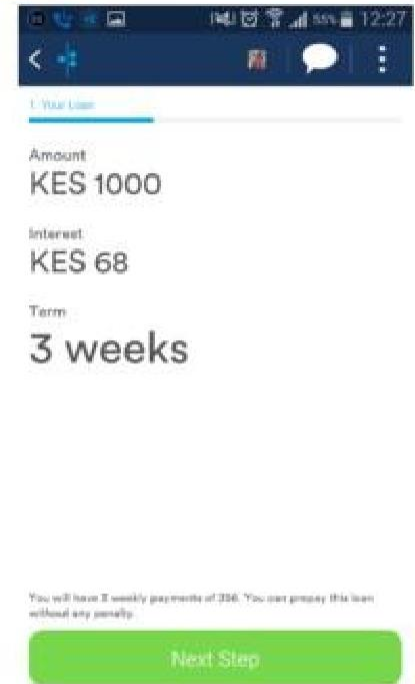 55% 12:27
1. Your Loan
Amount
KES 1000
Interest
KES 68
Term
3 weeks
You will have 3 weekly payments of 356. You can prepay this loan
without any penalty.
Next Step